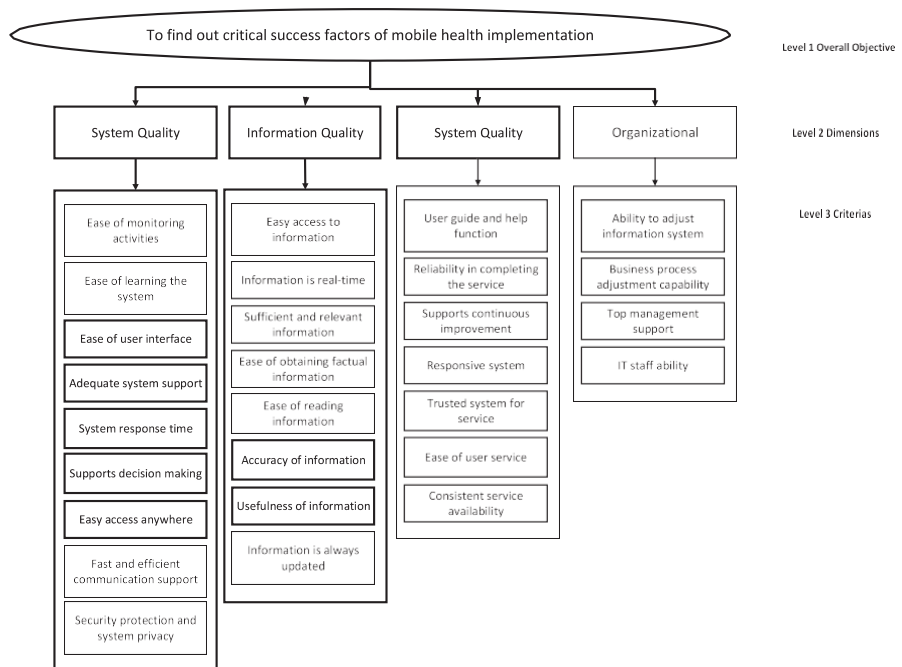 To find out critical success factors of mobile health implementation
Level 1 Overall Objective
System Quality
Information Quality
System Quality
Organizational
Level 2 Dimensions
Level 3 Criterias
Ease of monitoring
activities
Ease of learning the
system
Ease of user interface
Adequate system support
System response time
Supports decision making
Easy access anywhere
Fast and efficient
communication support
Security protection and
system privacy
Easy access to
information
Information is real-time
Sufficient and relevant
information
Ease of obtaining factual
information
Ease of reading
information
Accuracy of information
Usefulness of information
Information is always
updated
User guide and help
function
Reliability in completing
the service
Supports continuous
improvement
Responsive system
Trusted system for
service
Ease of user service
Consistent service
availability
Ability to adjust
information system
Business process
adjustment capability
Top management
support
IT staff ability